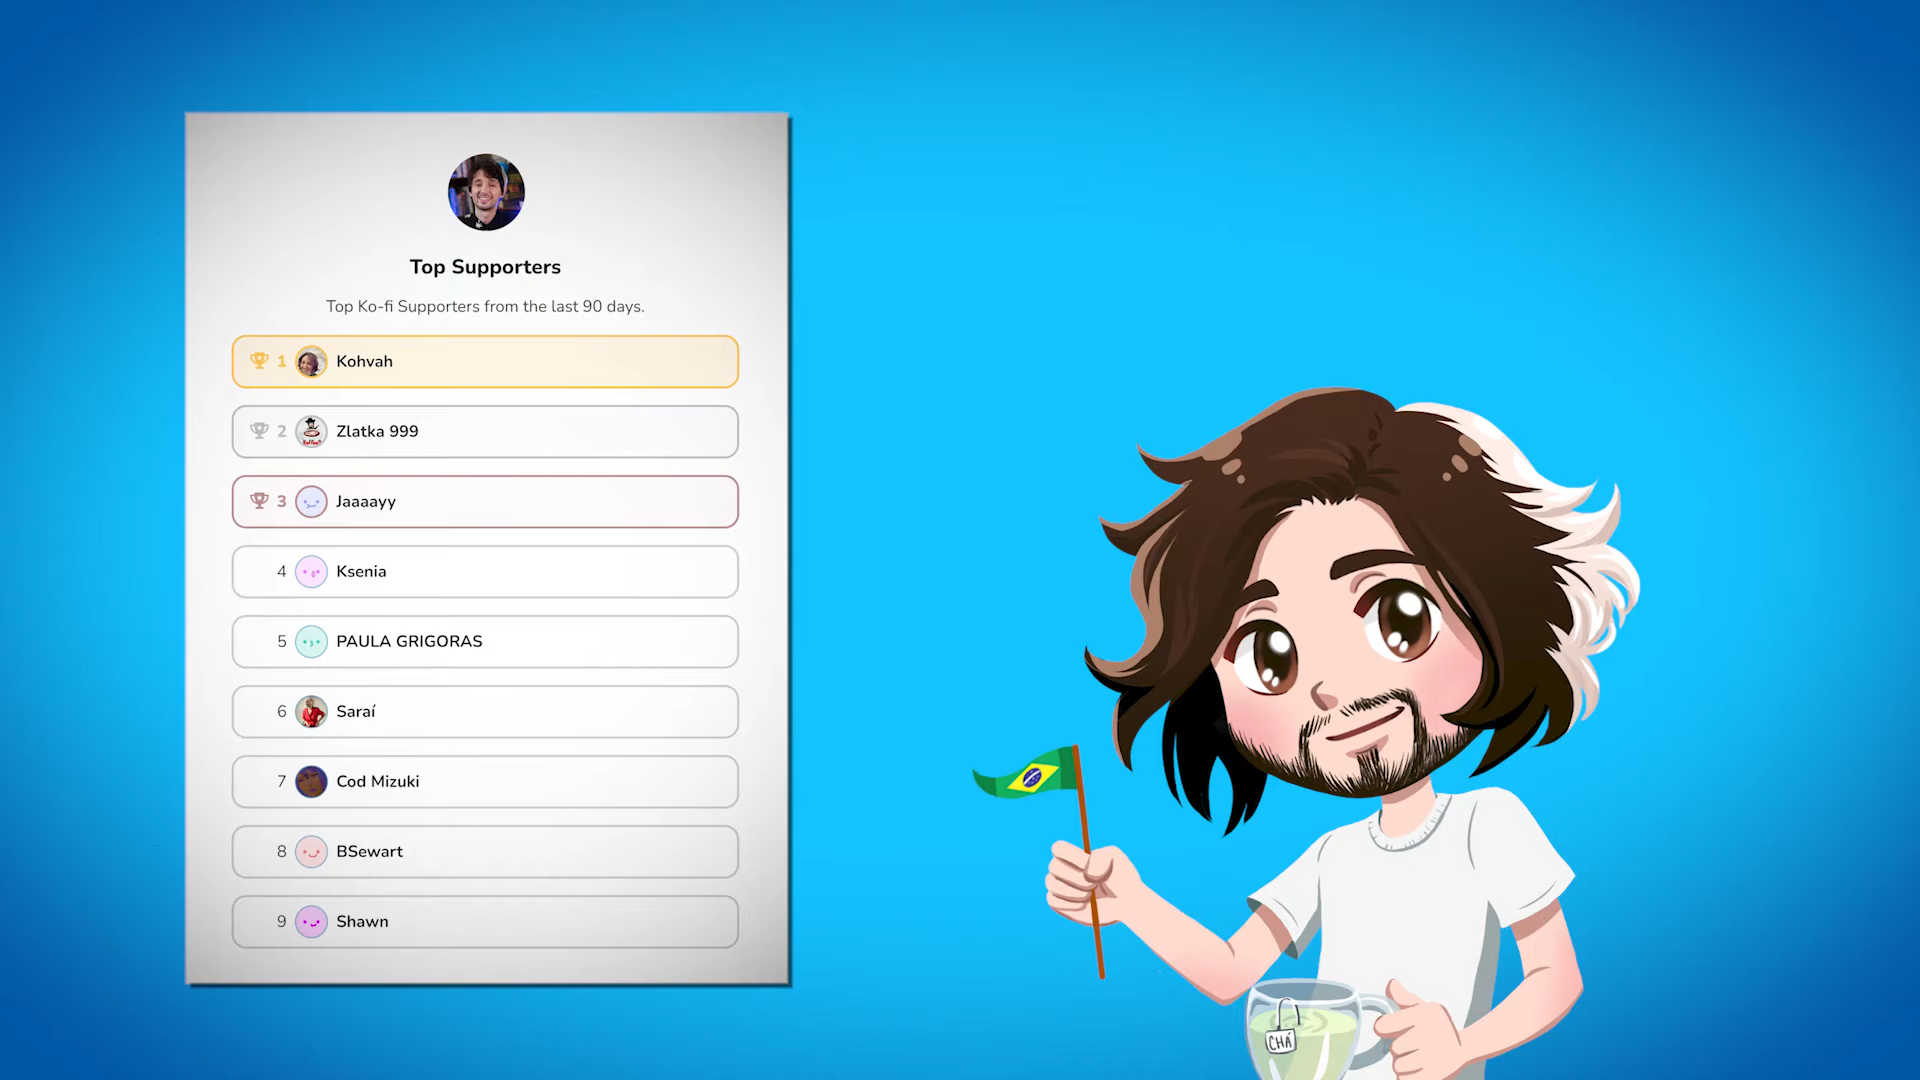 Top Supporters
Top Ko-fi Supporters from the last 90 days.
1 Kohvah
2 Zlatka 999
3 Jaaaayy
4 Ksenia
5 PAULA GRIGORAS
6 Saraí
7 Cod Mizuki
8 BSewart
9 Shawn
CHÁ